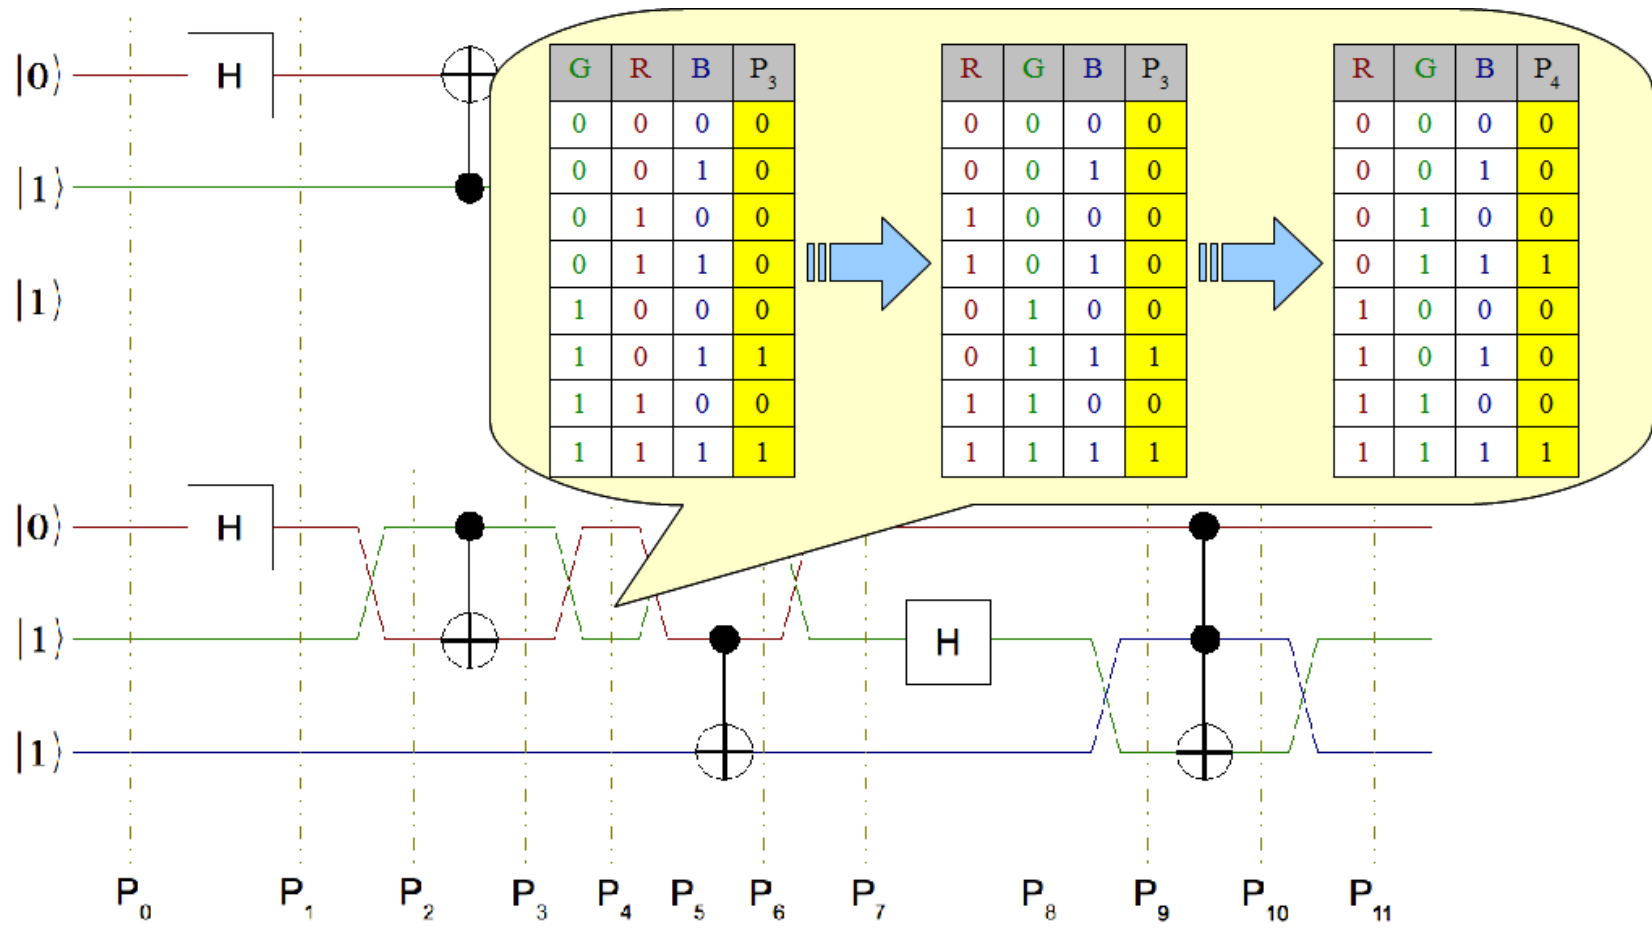 |0⟩ H
G R B P₃ R G B P₃ R G B P₄
0 0 0 0 0 0 0 0 0 0 0 0
0 0 1 0 0 0 1 0 0 0 1 0
0 1 0 0 1 0 0 0 0 1 0 0
0 1 1 0 1 0 1 0 0 1 1 1
1 0 0 0 0 1 0 0 1 0 0 0
1 0 1 1 0 1 1 1 1 0 1 0
1 1 0 0 1 1 0 0 1 1 0 0
1 1 1 1 1 1 1 1 1 1 1 1
|1⟩
|1⟩
|0⟩ H
|1⟩ H
|1⟩
P₀ P₁ P₂ P₃ P₄ P₅ P₆ P₇ P₈ P₉ P₁₀ P₁₁